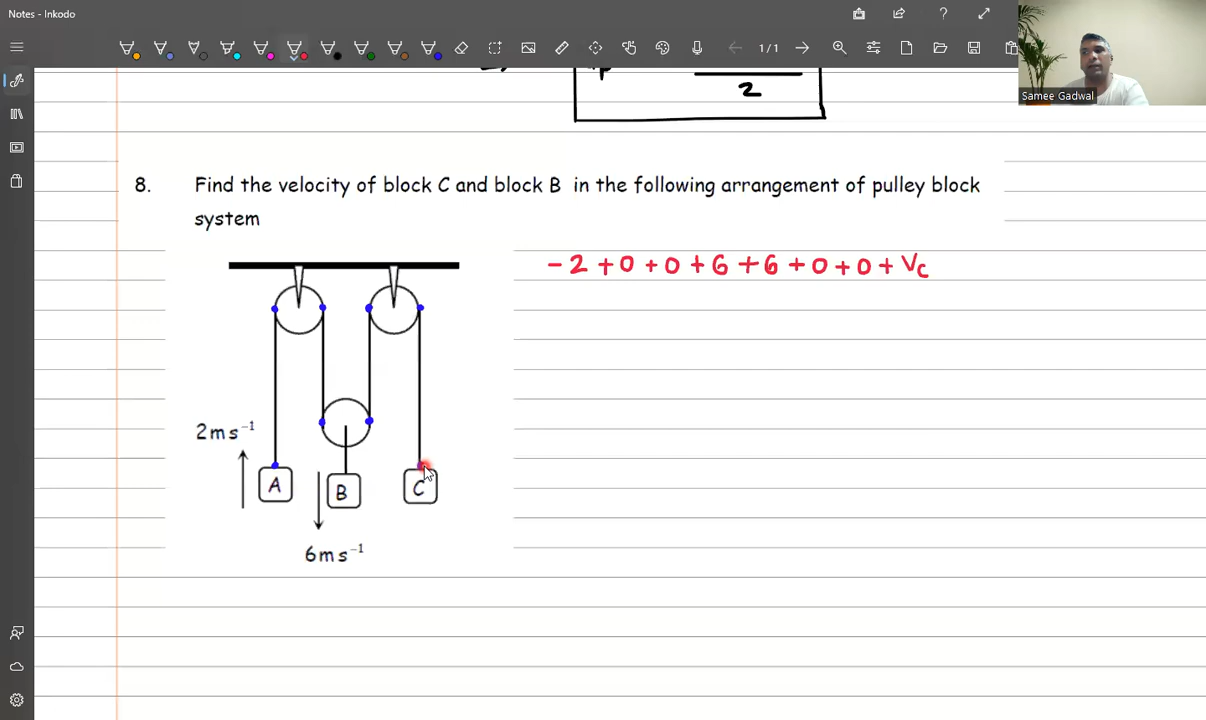 Notes - Inkodo
1/1
Samee Gadwal
2
8. Find the velocity of block C and block B in the following arrangement of pulley block
system
- 2 + 0 + 0 + 6 + 6 + 0 + 0 + Vc
2ms⁻¹
A
B
C
6ms⁻¹